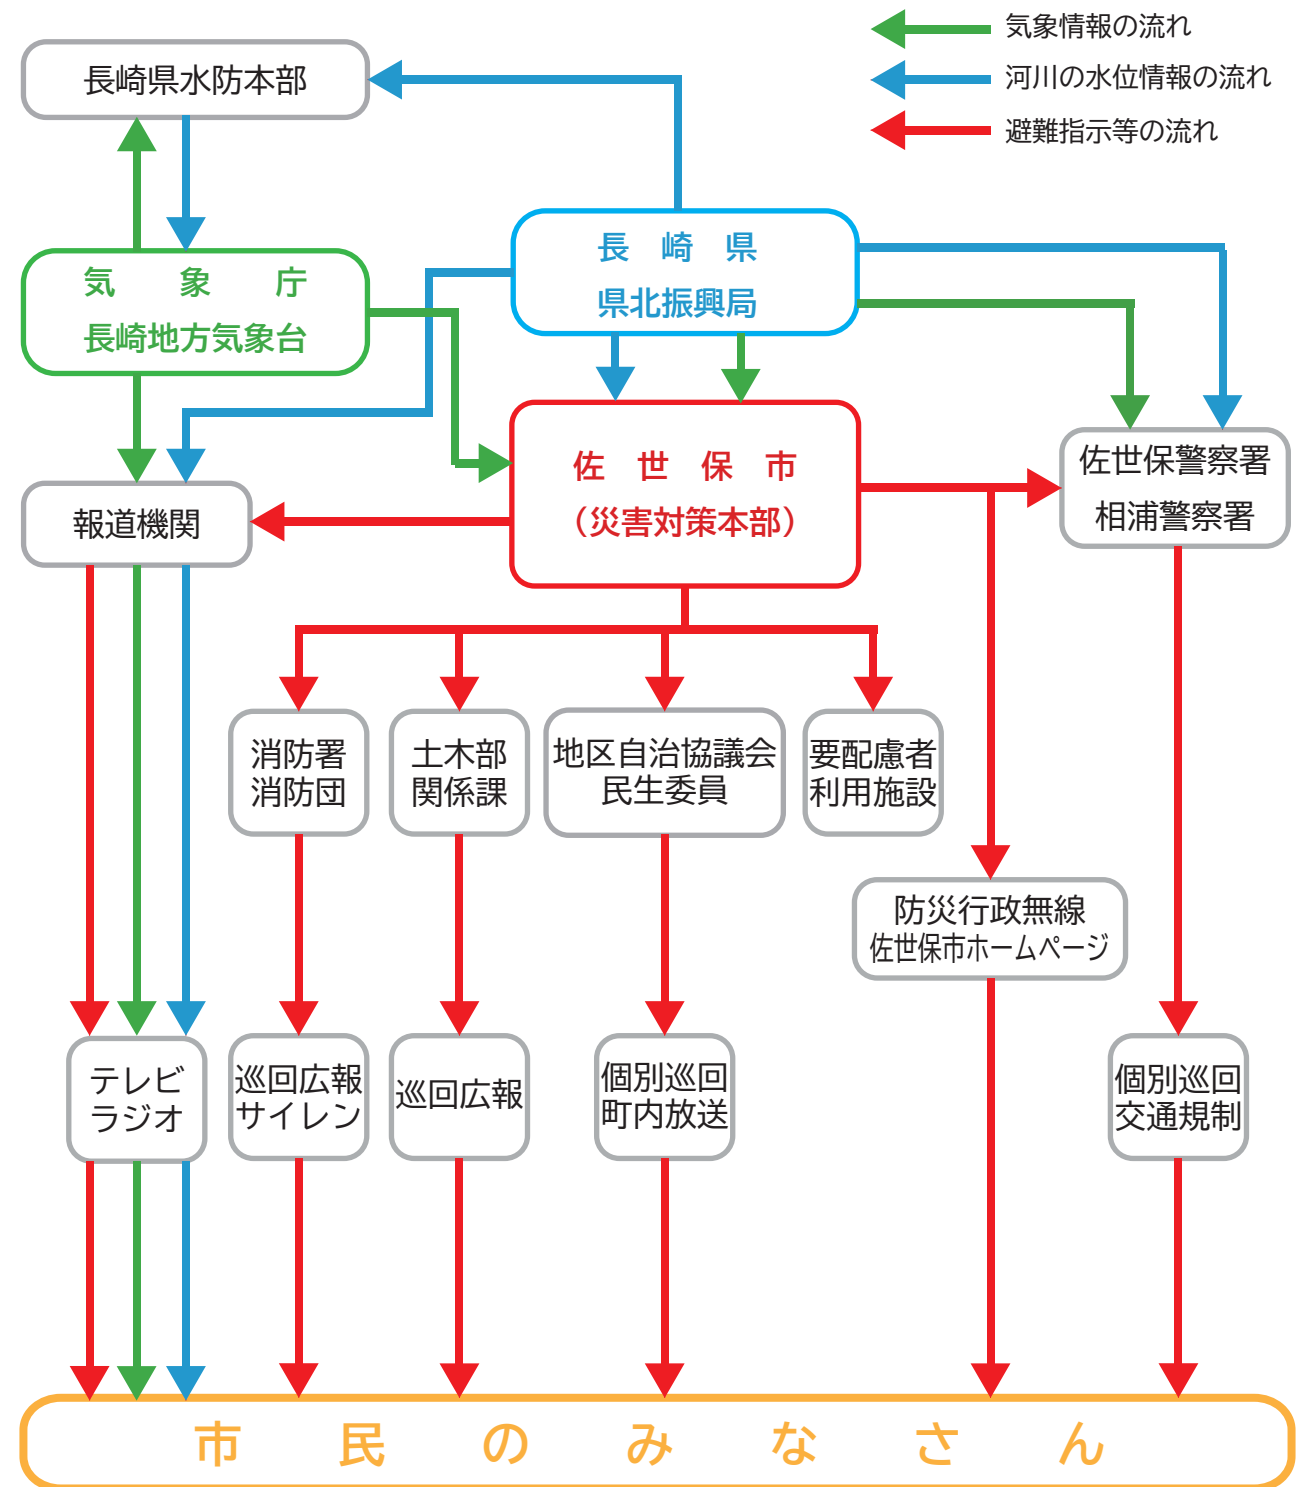 気象情報の流れ
河川の水位情報の流れ
避難指示等の流れ
長崎県水防本部
長　崎　県
県北振興局
気　　象　　庁
長崎地方気象台
佐　世　保　市
（災害対策本部）
佐世保警察署
相浦警察署
報道機関
消防署
消防団
土木部
関係課
地区自治協議会
民生委員
要配慮者
利用施設
防災行政無線
佐世保市ホームページ
テレビ
ラジオ
巡回広報
サイレン
巡回広報
個別巡回
町内放送
個別巡回
交通規制
市　民　の　み　な　さ　ん